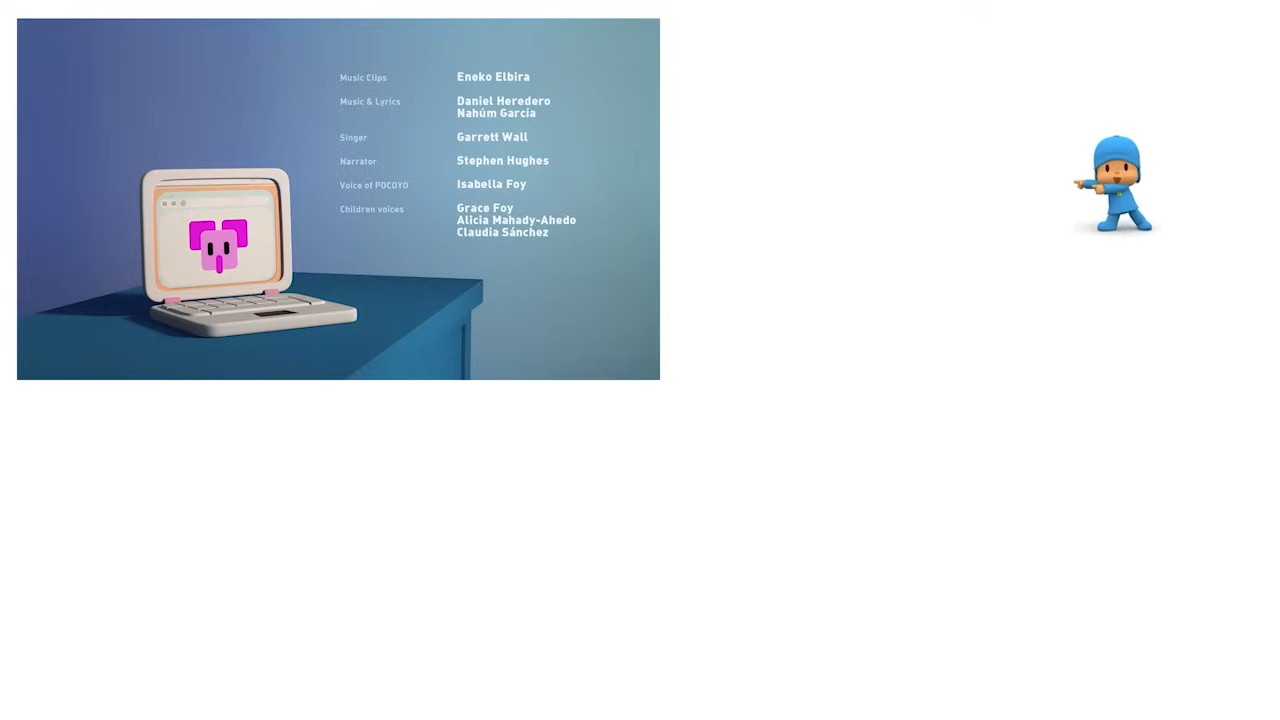 Music Clips Eneko Elbira
Music & Lyrics Daniel Heredero
Nahúm García
Singer Garrett Wall
Narrator Stephen Hughes
Voice of POCOYO Isabella Foy
Children voices Grace Foy
Alicia Mahady-Ahedo
Claudia Sánchez